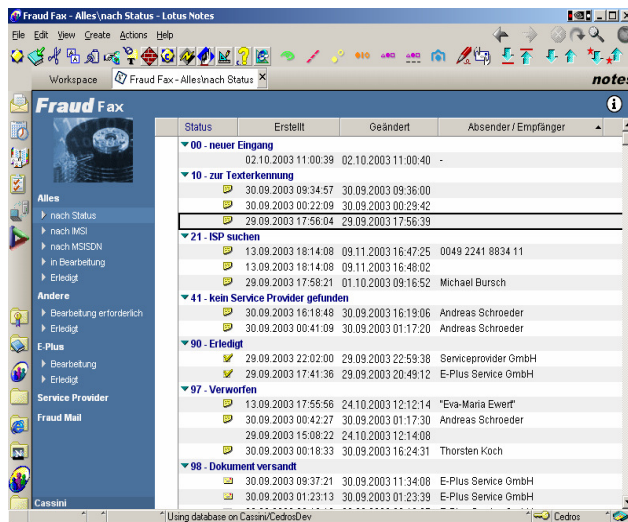 Fraud Fax - Alles\nach Status - Lotus Notes
File Edit View Create Actions Help
Workspace Fraud Fax - Alles\nach Status notes
Fraud Fax
Status Erstellt Geändert Absender / Empfänger
00 - neuer Eingang
02.10.2003 11:00:39 02.10.2003 11:00:40 -
10 - zur Texterkennung
30.09.2003 09:34:57 30.09.2003 09:36:00
30.09.2003 00:22:09 30.09.2003 00:29:42
29.09.2003 17:56:04 29.09.2003 17:56:39
21 - ISP suchen
13.09.2003 18:14:08 09.11.2003 16:47:25 0049 2241 8834 11
13.09.2003 18:14:08 09.11.2003 16:48:02
29.09.2003 17:58:21 01.10.2003 09:16:52 Michael Bursch
41 - kein Service Provider gefunden
30.09.2003 16:18:48 30.09.2003 16:19:06 Andreas Schroeder
30.09.2003 00:41:09 30.09.2003 01:17:20 Andreas Schroeder
90 - Erledigt
29.09.2003 22:02:00 29.09.2003 22:59:38 Serviceprovider GmbH
29.09.2003 17:41:36 29.09.2003 20:49:12 E-Plus Service GmbH
97 - Verworfen
13.09.2003 17:55:56 24.10.2003 12:12:14 "Eva-Maria Ewert"
30.09.2003 00:42:27 30.09.2003 01:17:30 Andreas Schroeder
29.09.2003 15:08:22 24.10.2003 12:14:08
30.09.2003 00:18:33 30.09.2003 16:24:31 Thorsten Koch
98 - Dokument versandt
30.09.2003 09:37:21 30.09.2003 11:34:08 E-Plus Service GmbH
30.09.2003 01:23:13 30.09.2003 01:23:39 E-Plus Service GmbH
Alles
nach Status
nach IMSI
nach MSISDN
in Bearbeitung
Erledigt
Andere
Bearbeitung erforderlich
Erledigt
E-Plus
Bearbeitung
Erledigt
Service Provider
Fraud Mail
Cassini
Using database on Cassini/CedrosDev Cedros